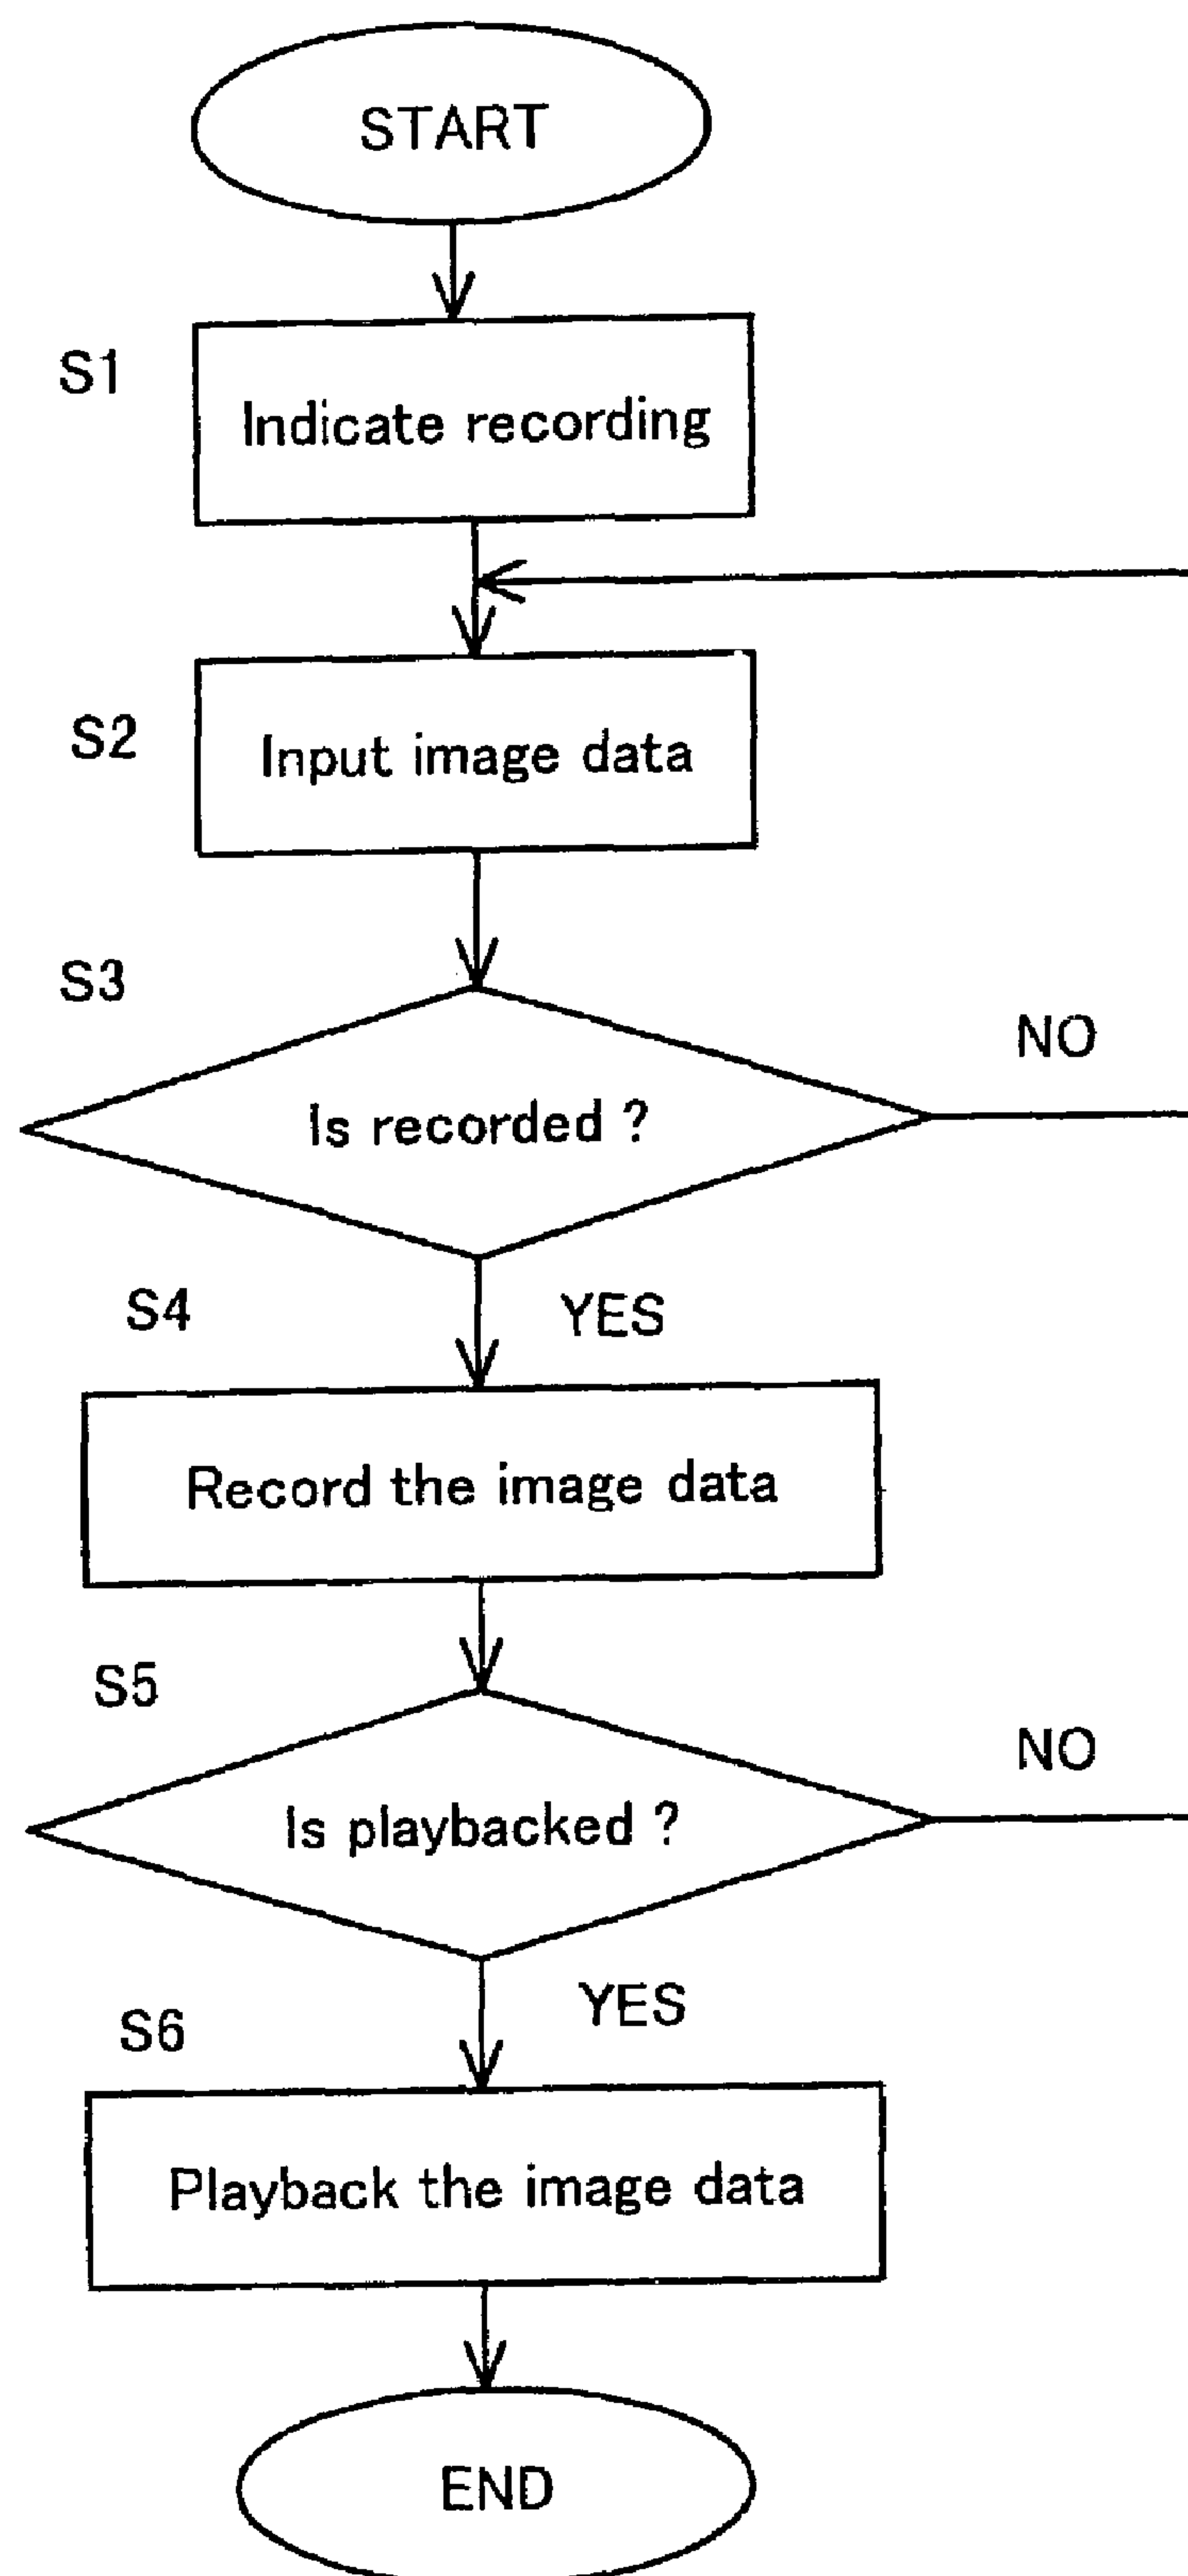 START
S1
Indicate recording
S2
Input image data
S3
Is recorded ?
NO
S4
YES
Record the image data
S5
Is playbacked ?
NO
S6
YES
Playback the image data
END